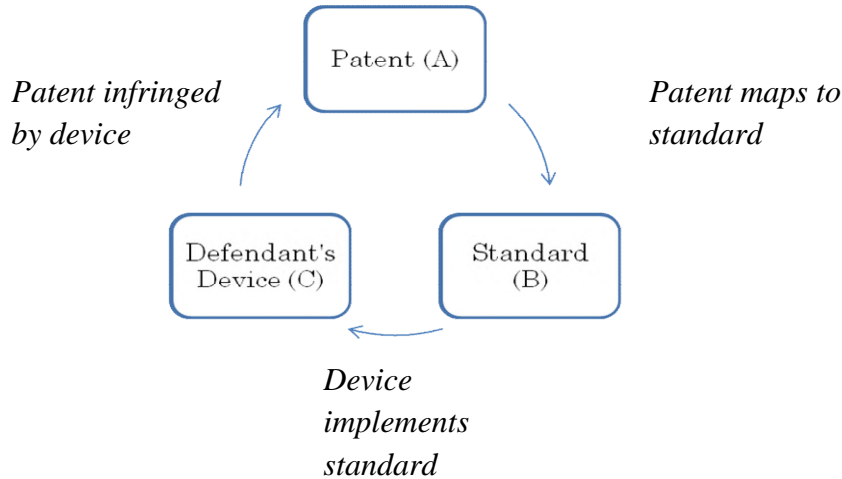 Patent (A)
Patent infringed
by device
Patent maps to
standard
Defendant's
Device (C)
Standard
(B)
Device
implements
standard